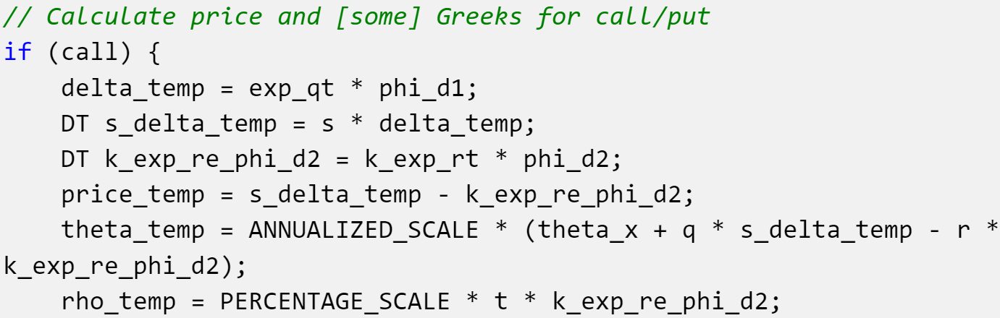 // Calculate price and [some] Greeks for call/put
if (call) {
    delta_temp = exp_qt * phi_d1;
    DT s_delta_temp = s * delta_temp;
    DT k_exp_re_phi_d2 = k_exp_rt * phi_d2;
    price_temp = s_delta_temp - k_exp_re_phi_d2;
    theta_temp = ANNUALIZED_SCALE * (theta_x + q * s_delta_temp - r *
k_exp_re_phi_d2);
    rho_temp = PERCENTAGE_SCALE * t * k_exp_re_phi_d2;